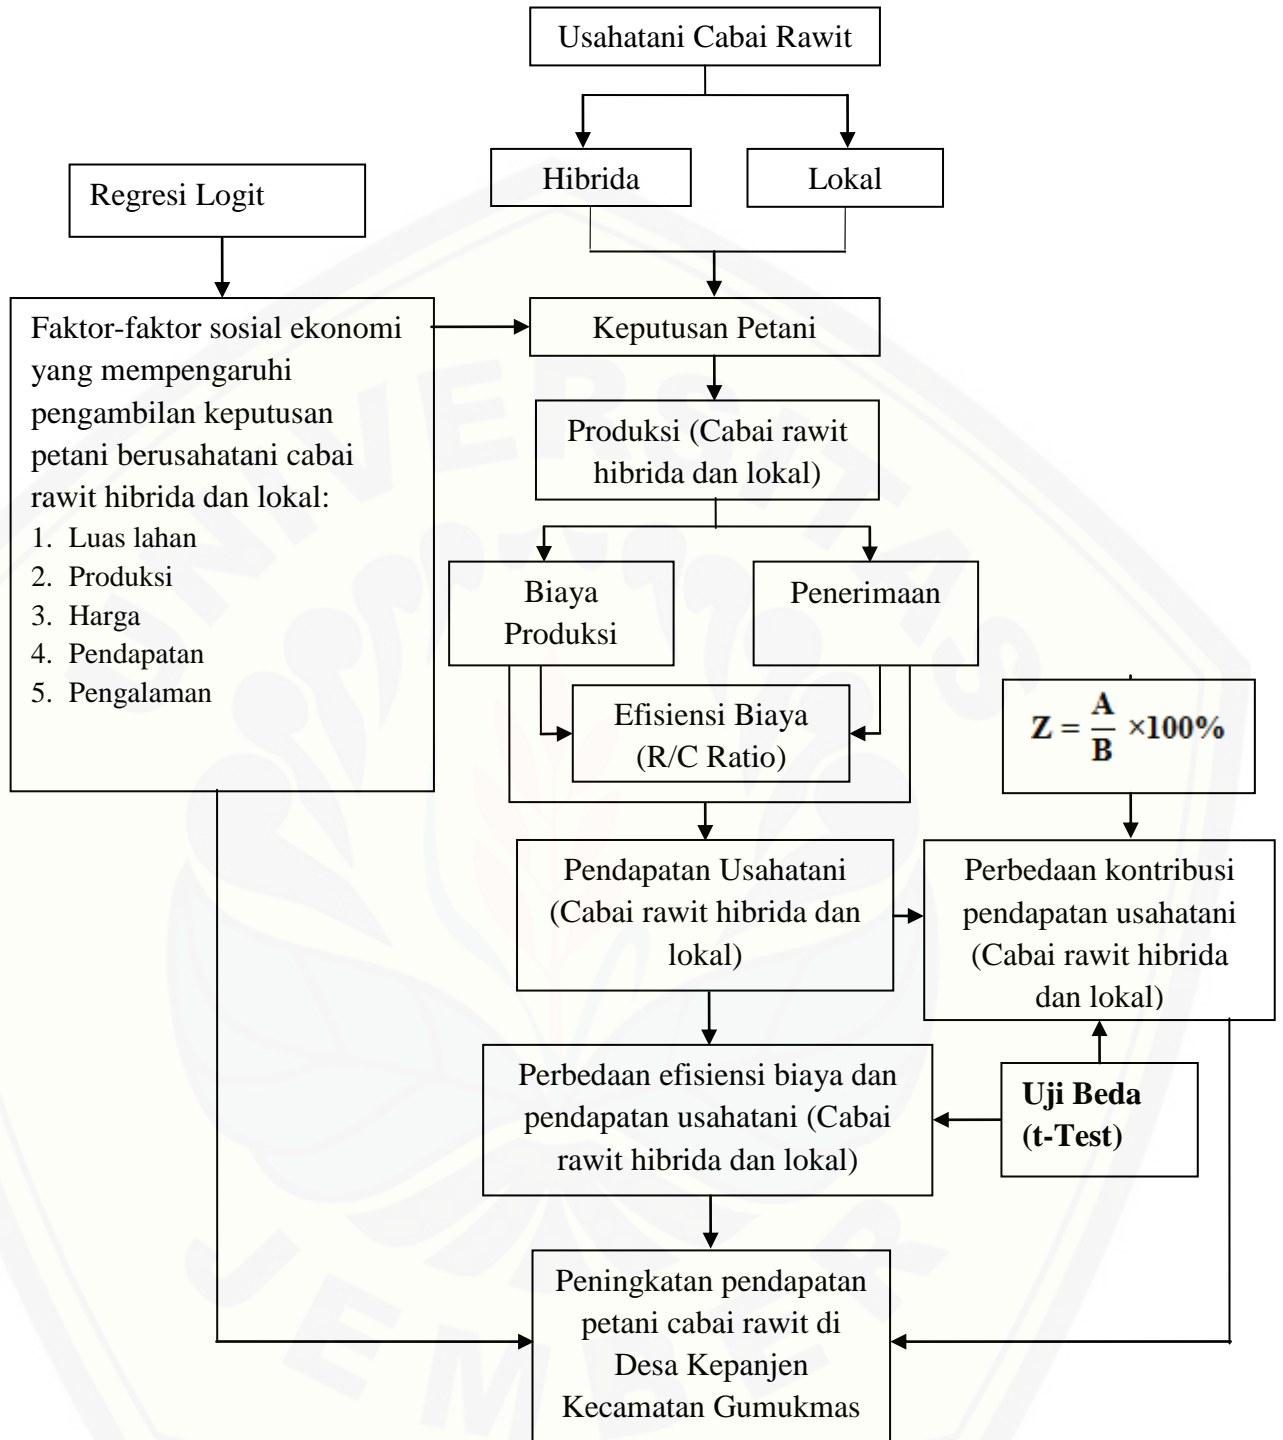 Usahatani Cabai Rawit
Hibrida
Lokal
Regresi Logit
Faktor-faktor sosial ekonomi
yang mempengaruhi
pengambilan keputusan
petani berusahatani cabai
rawit hibrida dan lokal:
1. Luas lahan
2. Produksi
3. Harga
4. Pendapatan
5. Pengalaman
Keputusan Petani
Produksi (Cabai rawit
hibrida dan lokal)
Biaya
Produksi
Penerimaan
Efisiensi Biaya
(R/C Ratio)
Z = A/B ×100%
Pendapatan Usahatani
(Cabai rawit hibrida dan
lokal)
Perbedaan kontribusi
pendapatan usahatani
(Cabai rawit hibrida
dan lokal)
Perbedaan efisiensi biaya dan
pendapatan usahatani (Cabai
rawit hibrida dan lokal)
Uji Beda
(t-Test)
Peningkatan pendapatan
petani cabai rawit di
Desa Kepanjen
Kecamatan Gumukmas
UNIVERSITAS
JEMBER